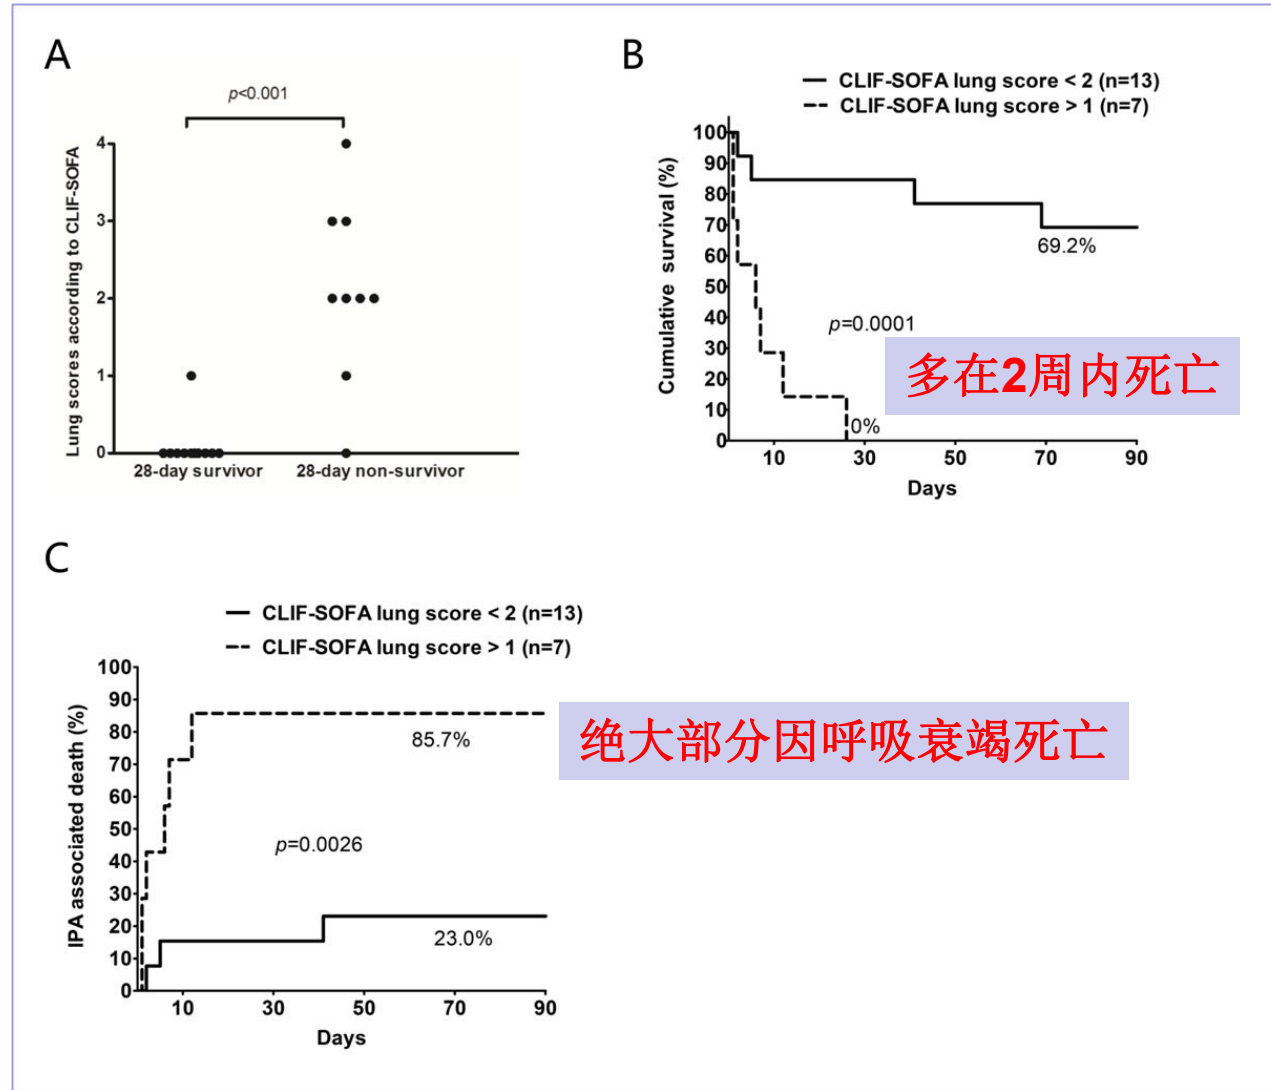 A
p<0.001
Lung scores according to CLIF-SOFA
4
3
2
1
0
28-day survivor
28-day non-survivor
B
CLIF-SOFA lung score < 2 (n=13)
CLIF-SOFA lung score > 1 (n=7)
Cumulative survival (%)
100
90
80
70
60
50
40
30
20
10
0
69.2%
p=0.0001
多在2周内死亡
0%
10 30 50 70 90
Days
C
CLIF-SOFA lung score < 2 (n=13)
CLIF-SOFA lung score > 1 (n=7)
IPA associated death (%)
100
90
80
70
60
50
40
30
20
10
0
85.7%
绝大部分因呼吸衰竭死亡
p=0.0026
23.0%
10 30 50 70 90
Days